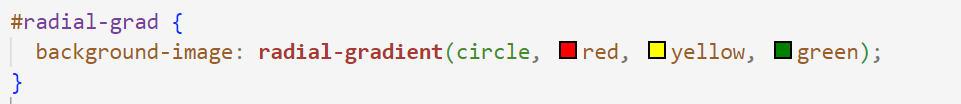 #radial-grad {
background-image: radial-gradient(circle, red, yellow, green);
}